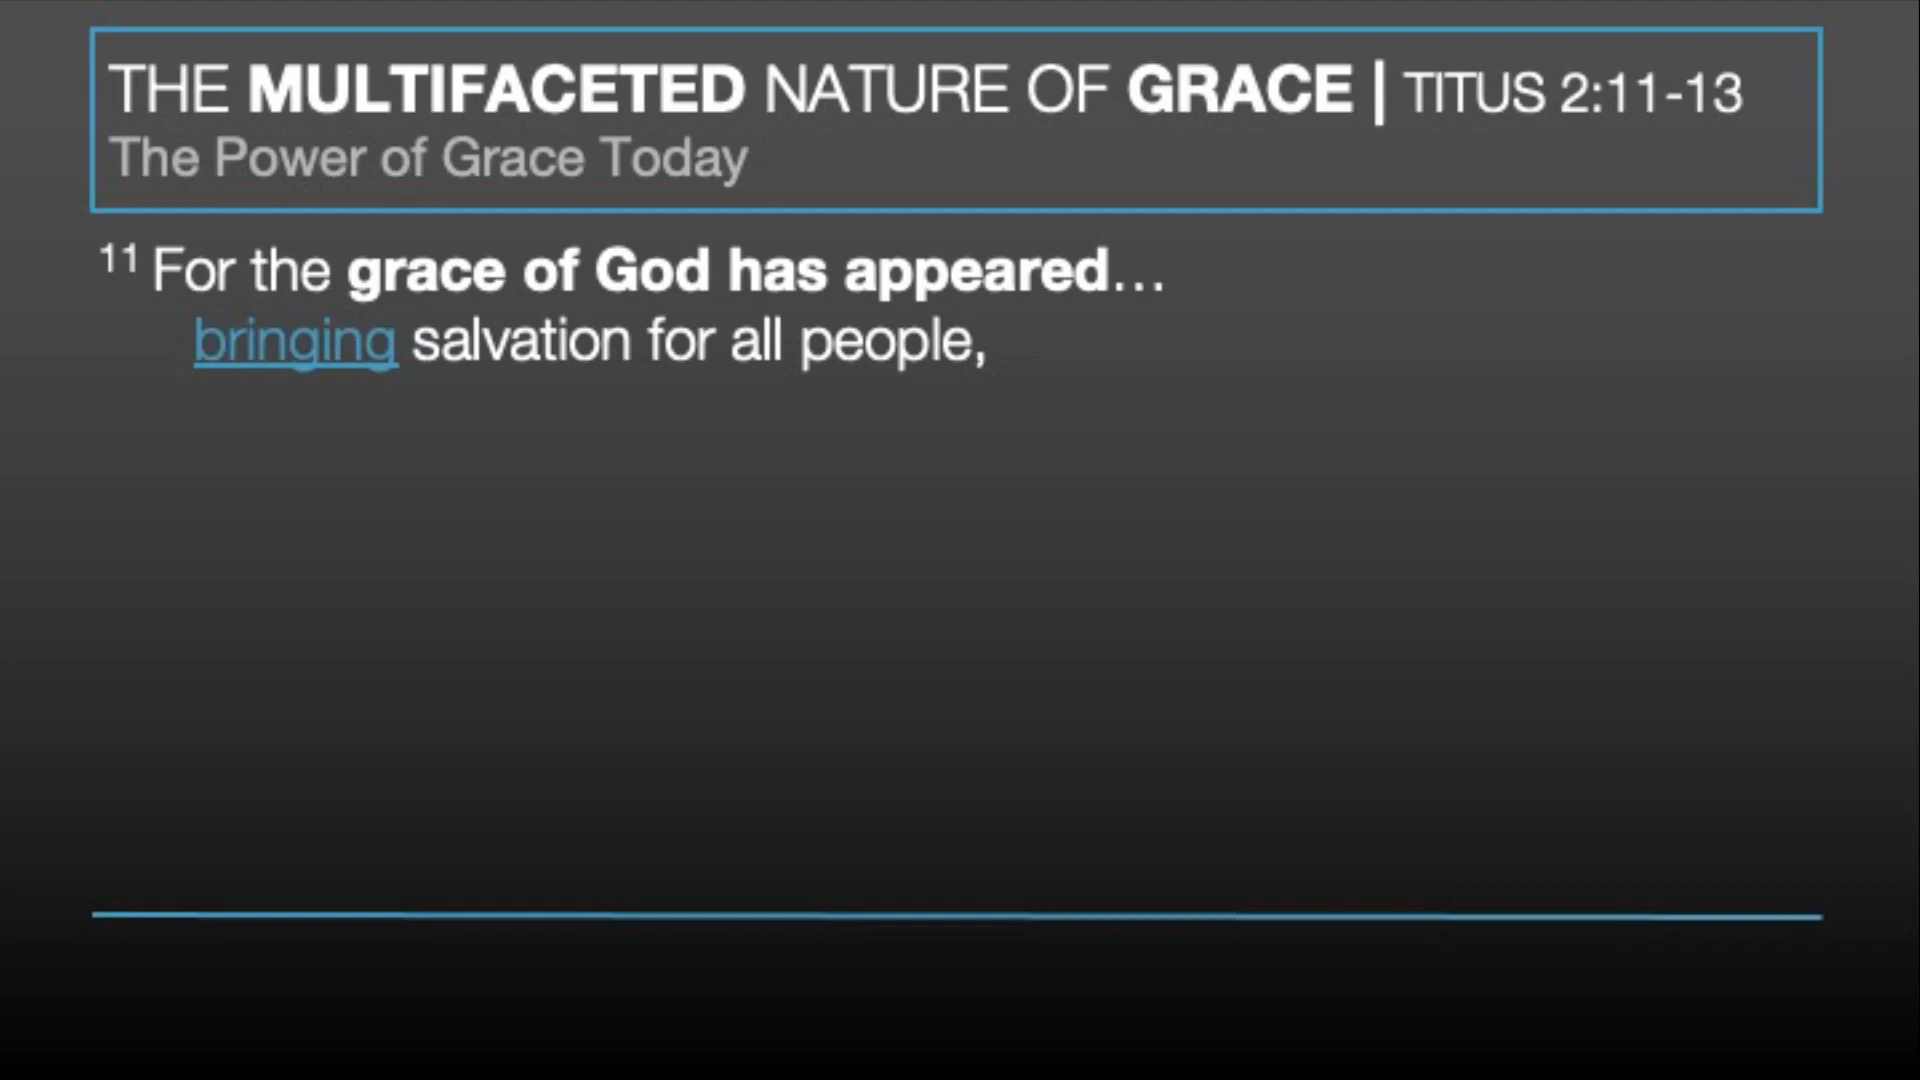 THE MULTIFACETED NATURE OF GRACE | TITUS 2:11-13
The Power of Grace Today
11 For the grace of God has appeared…
bringing salvation for all people,